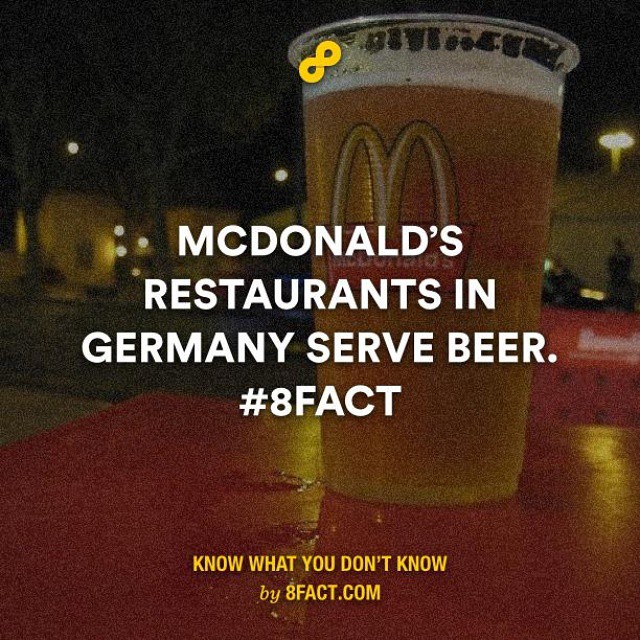 MCDONALD'S
RESTAURANTS IN
GERMANY SERVE BEER.
#8FACT
KNOW WHAT YOU DON'T KNOW
by 8FACT.COM